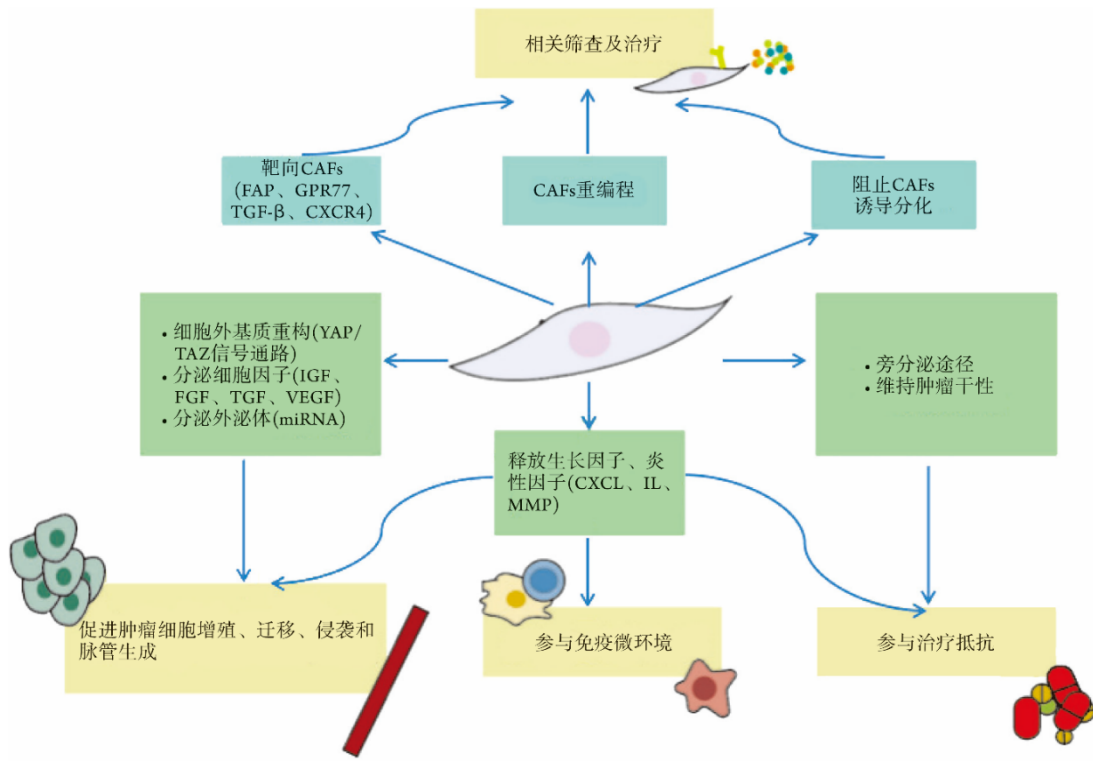 相关筛查及治疗
靶向CAFs
(FAP、GPR77、
TGF-β、CXCR4)
CAFs重编程
阻止CAFs
诱导分化
• 细胞外基质重构(YAP/
TAZ信号通路)
• 分泌细胞因子(IGF、
FGF、TGF、VEGF)
• 分泌外泌体(miRNA)
• 旁分泌途径
• 维持肿瘤干性
释放生长因子、炎
性因子(CXCL、IL、
MMP)
促进肿瘤细胞增殖、迁移、侵袭和
脉管生成
参与免疫微环境
参与治疗抵抗